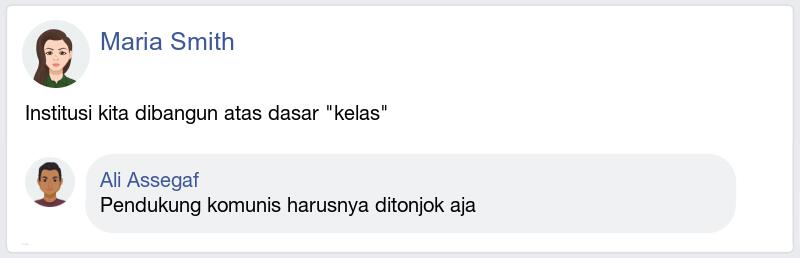 Maria Smith
Institusi kita dibangun atas dasar "kelas"
Ali Assegaf
Pendukung komunis harusnya ditonjok aja